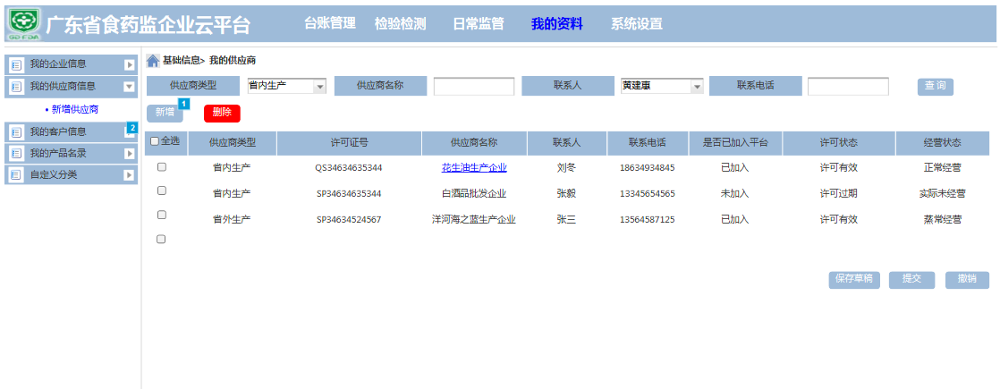 广东省食药监企业云平台 台账管理 检验检测 日常监管 我的资料 系统设置
我的企业信息
我的供应商信息
• 新增供应商
我的客户信息 2
我的产品名录
自定义分类
基础信息> 我的供应商
供应商类型 省内生产 供应商名称 联系人 黄建惠 联系电话 查 询
新增 1 删除
全选 供应商类型 许可证号 供应商名称 联系人 联系电话 是否已加入平台 许可状态 经营状态
省内生产 QS34634635344 花生油生产企业 刘冬 18634934845 已加入 许可有效 正常经营
省内生产 SP34634635344 白酒品批发企业 张毅 13345654565 未加入 许可过期 实际未经营
省外生产 SP34634524567 洋河海之蓝生产企业 张三 13564587125 已加入 许可有效 蒸常经营
保存草稿 提交 撤销